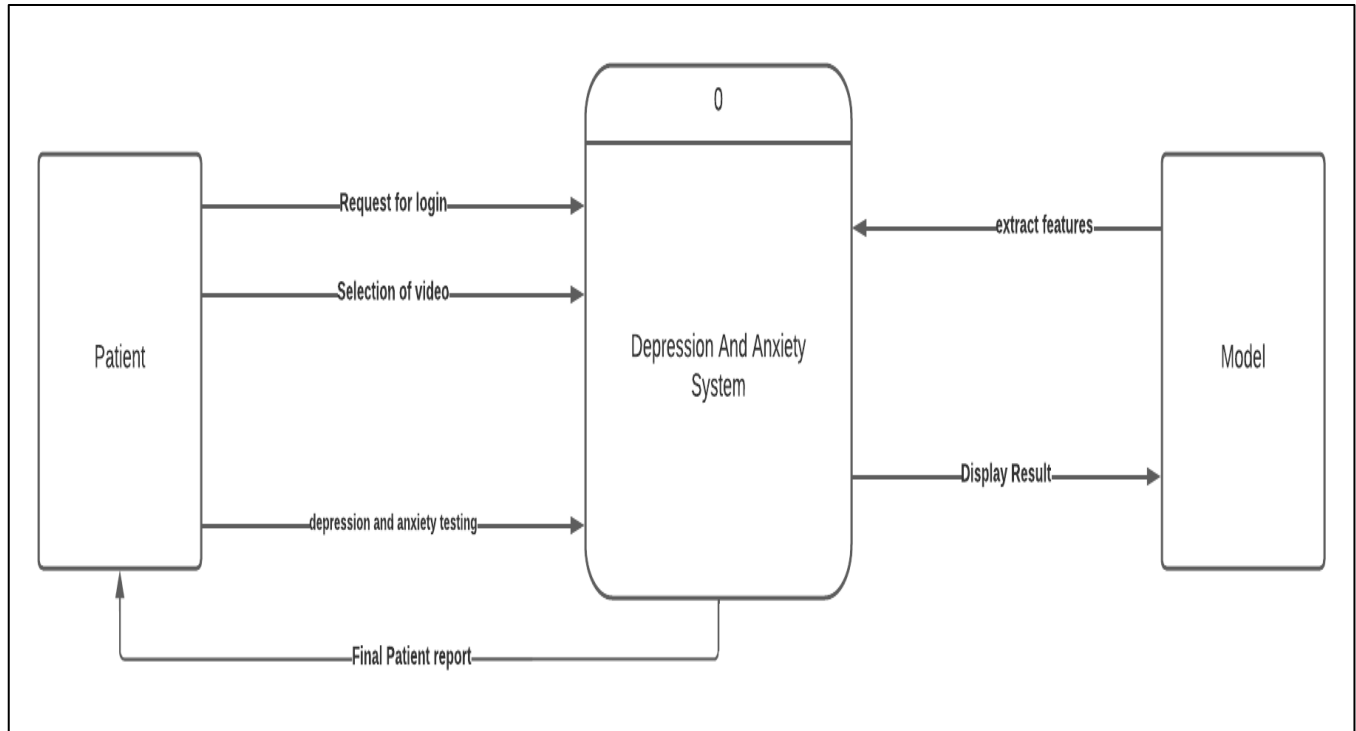 0
Request for login
extract features
Selection of video
Depression And Anxiety
System
Patient
Model
Display Result
depression and anxiety testing
Final Patient report